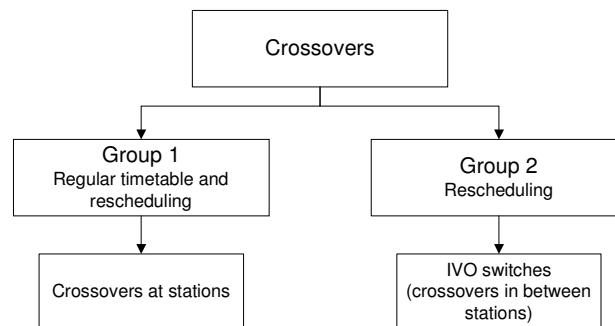 Crossovers
Group 1
Regular timetable and
rescheduling
Group 2
Rescheduling
Crossovers at stations
IVO switches
(crossovers in between
stations)